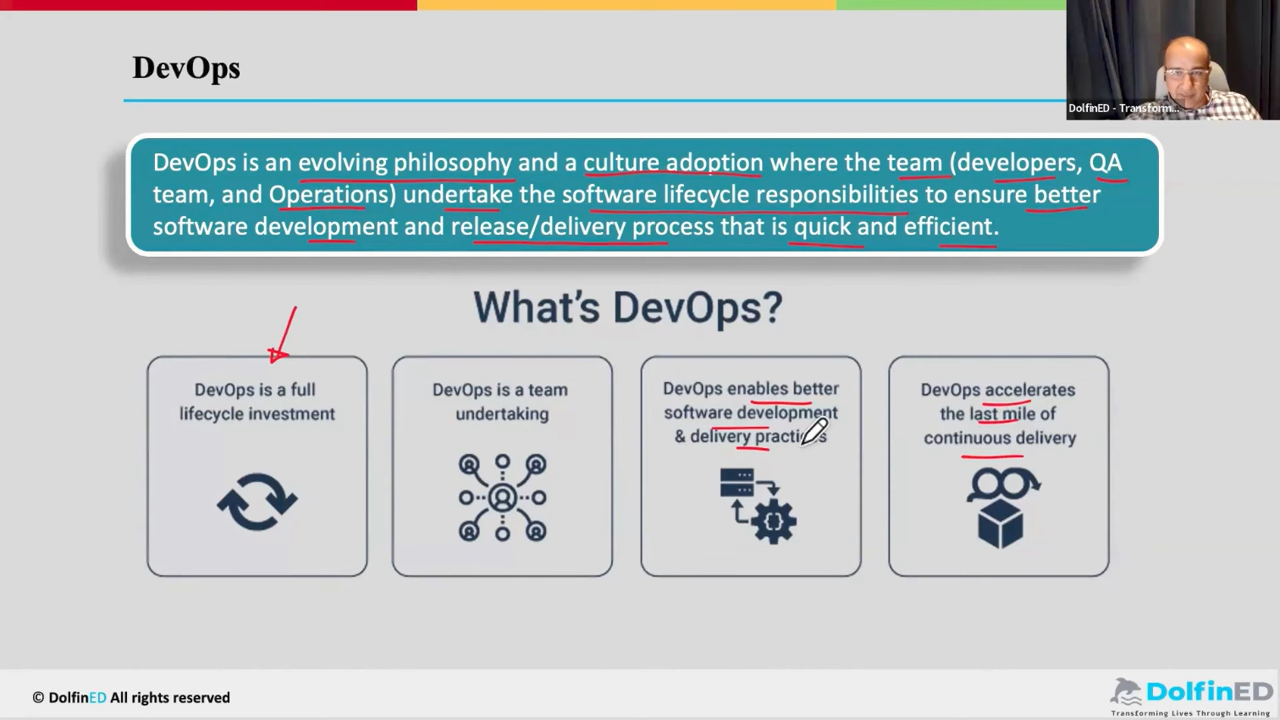 DevOps
DolfinED - Transform...
DevOps is an evolving philosophy and a culture adoption where the team (developers, QA
team, and Operations) undertake the software lifecycle responsibilities to ensure better
software development and release/delivery process that is quick and efficient.
What's DevOps?
DevOps is a full
lifecycle investment
DevOps is a team
undertaking
DevOps enables better
software development
& delivery practices
DevOps accelerates
the last mile of
continuous delivery
© DolfinED All rights reserved
DolfinED
Transforming Lives Through Learning